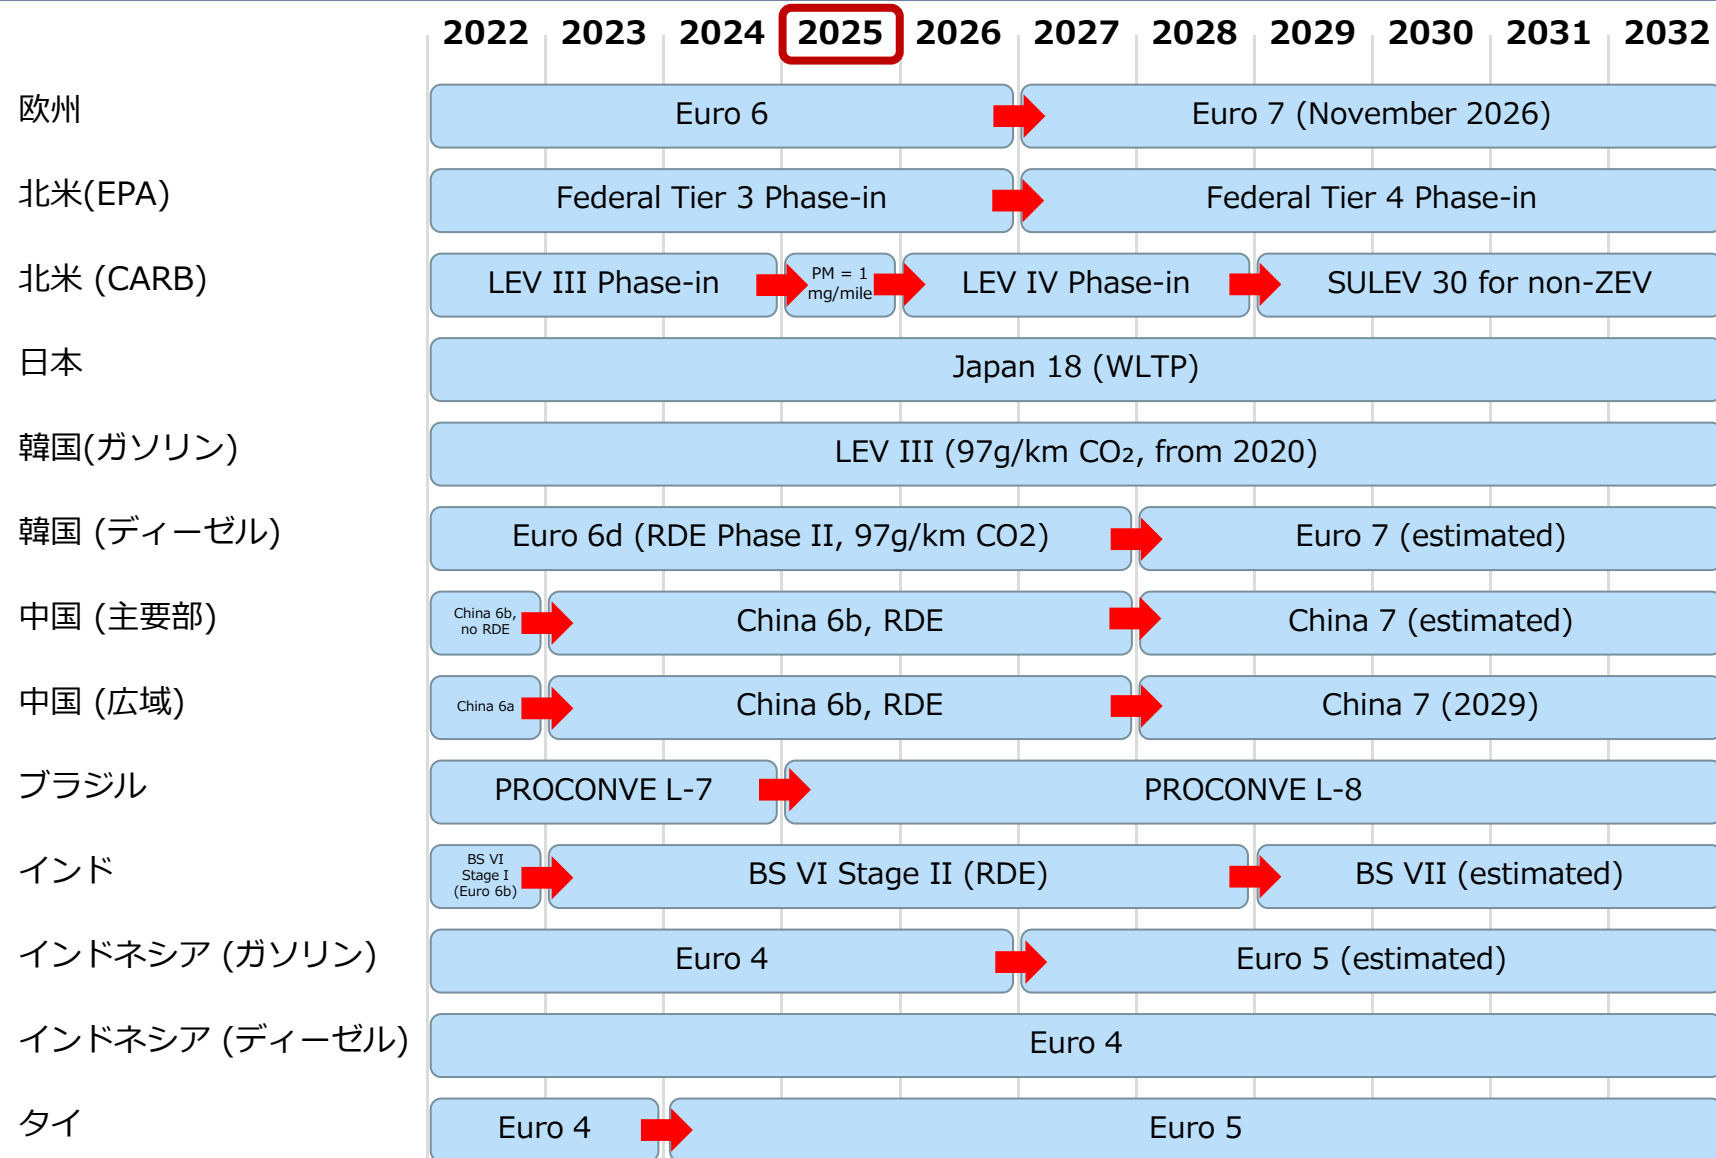 2022 2023 2024 2025 2026 2027 2028 2029 2030 2031 2032
欧州 Euro 6 Euro 7 (November 2026)
北米(EPA) Federal Tier 3 Phase-in Federal Tier 4 Phase-in
北米 (CARB) LEV III Phase-in PM = 1
mg/mile LEV IV Phase-in SULEV 30 for non-ZEV
日本 Japan 18 (WLTP)
韓国(ガソリン) LEV III (97g/km CO₂, from 2020)
韓国 (ディーゼル) Euro 6d (RDE Phase II, 97g/km CO2) Euro 7 (estimated)
中国 (主要部) China 6b,
no RDE China 6b, RDE China 7 (estimated)
中国 (広域) China 6a China 6b, RDE China 7 (2029)
ブラジル PROCONVE L-7 PROCONVE L-8
インド BS VI
Stage I
(Euro 6b) BS VI Stage II (RDE) BS VII (estimated)
インドネシア (ガソリン) Euro 4 Euro 5 (estimated)
インドネシア (ディーゼル) Euro 4
タイ Euro 4 Euro 5